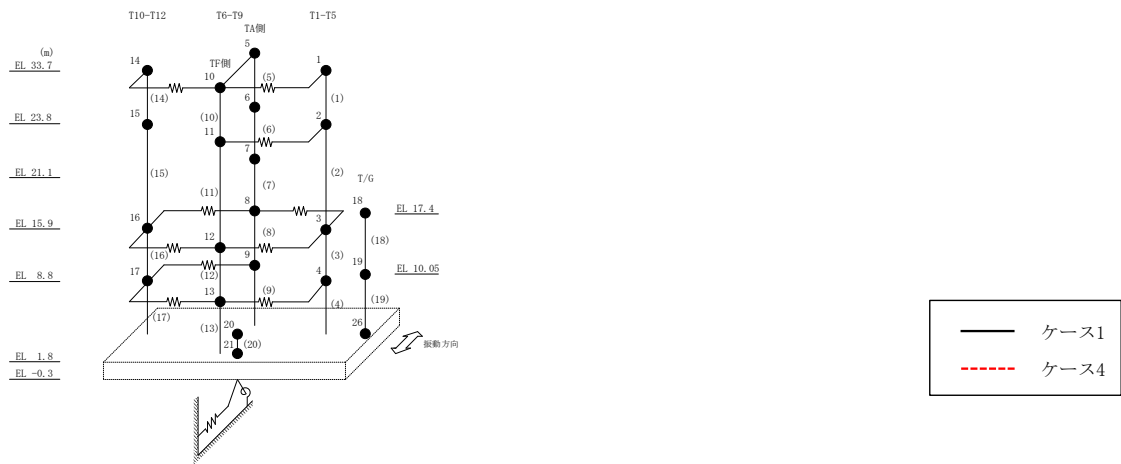 T10-T12 T6-T9 T1-T5
TA側
(m) 14 TF側 5 1
EL 33.7 10 (5)
(14) 6 (1)
15 (10) 2
EL 23.8 11 (6)
7
EL 21.1 (15) (2) T/G
(11) (7)
16 8 3 18 EL 17.4
EL 15.9 12 (8) (18)
(16) 9 (3) 19
17 (12) 4 EL 10.05
EL 8.8 13 (9) (19)
(17) (13) 20 (4) 26
21 (20) 振動方向
EL 1.8
EL -0.3
ケース1
ケース4